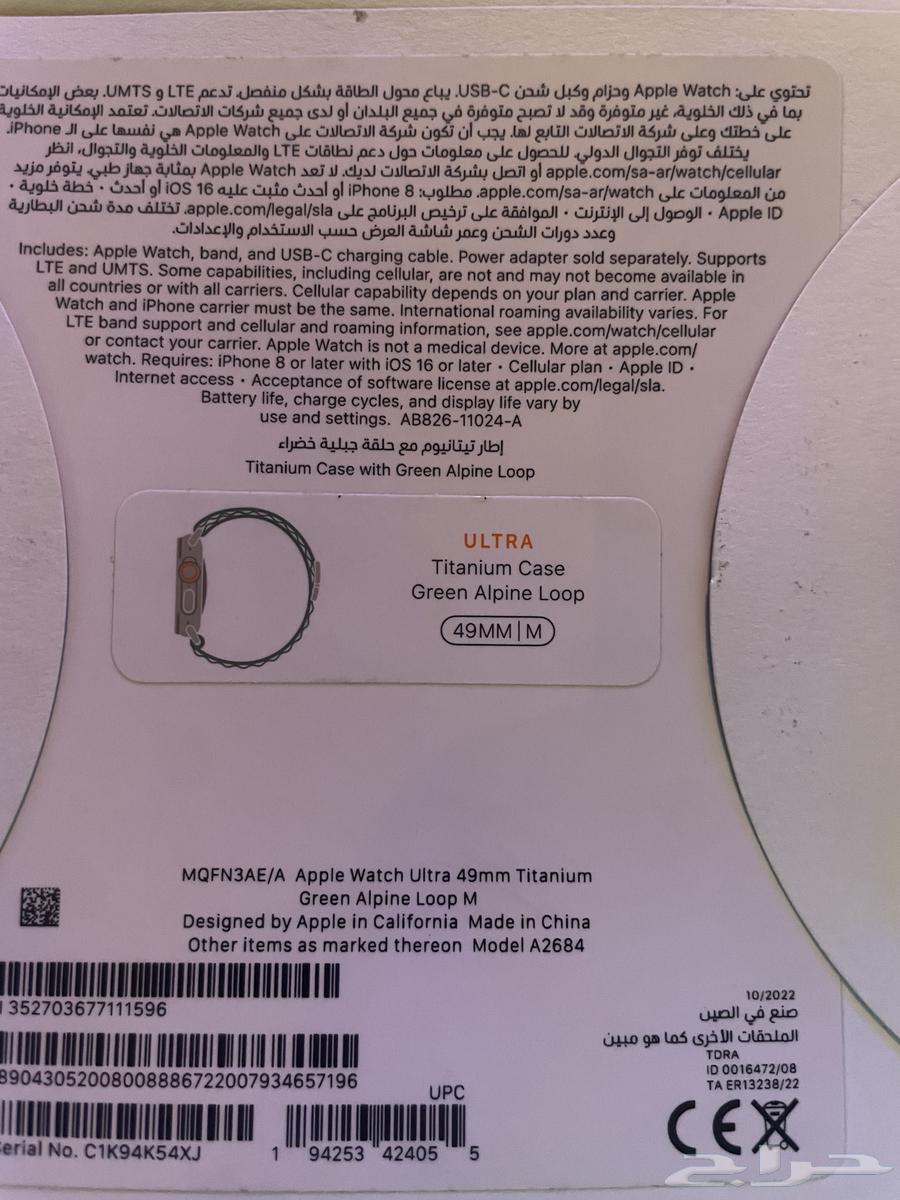 تحتوي على: Apple Watch وحزام وكبل شحن USB-C. يباع محول الطاقة بشكل منفصل. تدعم LTE و UMTS. بعض الإمكانيات
بما في ذلك الخلوية، غير متوفرة وقد لا تصبح متوفرة في جميع البلدان أو لدى جميع شركات الاتصالات. تعتمد الإمكانية الخلوية
على خطتك وعلى شركة الاتصالات التابع لها. يجب أن تكون شركة الاتصالات على Apple Watch هي نفسها على الـ iPhone.
يختلف توفر التجوال الدولي. للحصول على معلومات حول دعم نطاقات LTE والمعلومات الخلوية والتجوال، انظر
apple.com/sa-ar/watch/cellular أو اتصل بشركة الاتصالات لديك. لا تعد Apple Watch بمثابة جهاز طبي. يتوفر مزيد
من المعلومات على apple.com/sa-ar/watch. مطلوب: iPhone 8 أو أحدث مثبت عليه iOS 16 أو أحدث • خطة خلوية •
Apple ID • الوصول إلى الإنترنت • الموافقة على ترخيص البرنامج على apple.com/legal/sla. تختلف مدة شحن البطارية
وعدد دورات الشحن وعمر شاشة العرض حسب الاستخدام والإعدادات.
Includes: Apple Watch, band, and USB-C charging cable. Power adapter sold separately. Supports
LTE and UMTS. Some capabilities, including cellular, are not and may not become available in
all countries or with all carriers. Cellular capability depends on your plan and carrier. Apple
Watch and iPhone carrier must be the same. International roaming availability varies. For
LTE band support and cellular and roaming information, see apple.com/watch/cellular
or contact your carrier. Apple Watch is not a medical device. More at apple.com/
watch. Requires: iPhone 8 or later with iOS 16 or later • Cellular plan • Apple ID •
Internet access • Acceptance of software license at apple.com/legal/sla.
Battery life, charge cycles, and display life vary by
use and settings. AB826-11024-A
إطار تيتانيوم مع حلقة جبلية خضراء
Titanium Case with Green Alpine Loop
ULTRA
Titanium Case
Green Alpine Loop
49MM | M
MQFN3AE/A Apple Watch Ultra 49mm Titanium
Green Alpine Loop M
Designed by Apple in California Made in China
Other items as marked thereon Model A2684
352703677111596
89043052008008886722007934657196
Serial No. C1K94K54XJ
UPC
1 94253 42405 5
10/2022
صنع في الصين
الملحقات الأخرى كما هو مبين
TDRA
ID 0016472/08
TA ER13238/22
CE
حراج